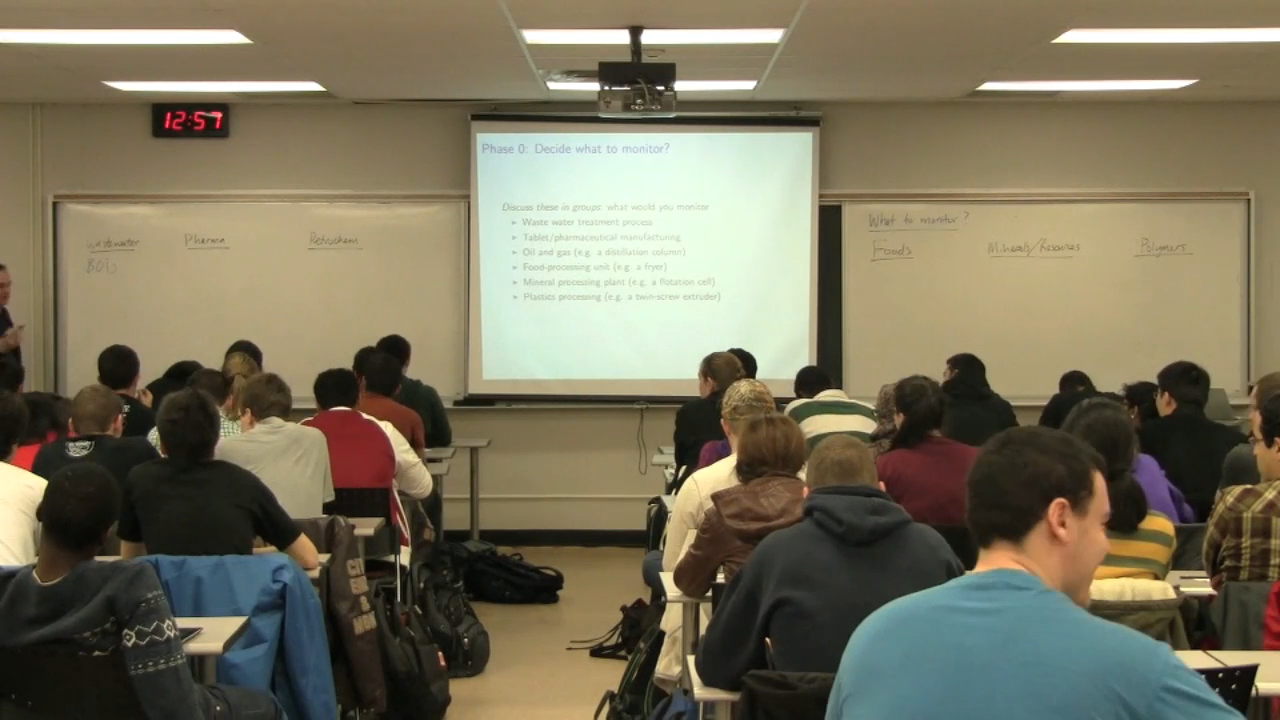 12:57
Phase 0: Decide what to monitor?
Discuss these in groups: what would you monitor
► Waste water treatment process
► Tablet/pharmaceutical manufacturing
► Oil and gas (e.g. a distillation column)
► Food-processing unit (e.g. a fryer)
► Mineral processing plant (e.g. a flotation cell)
► Plastics processing (e.g. a twin-screw extruder)
Wastewater Pharma Petrochem
BOD
What to monitor?
Foods Minerals/Resources Polymers